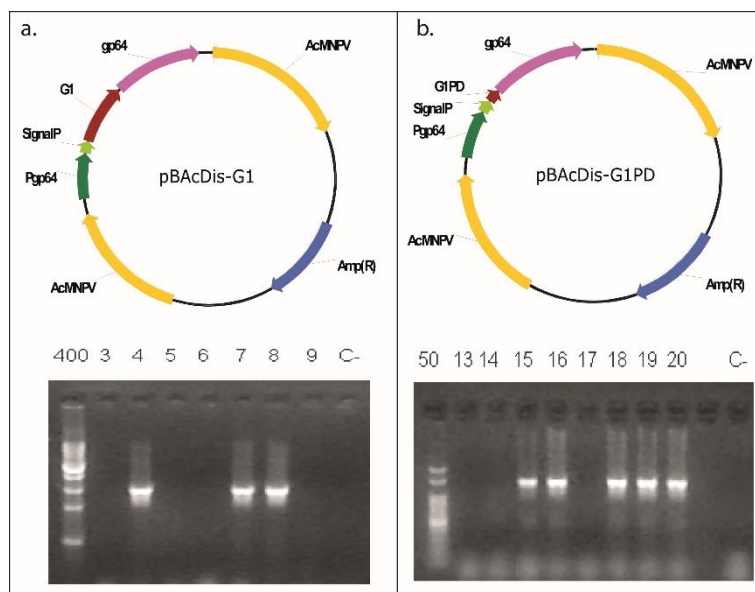 a.
gp64
AcMNPV
G1
SignalP
Pgp64
pBAcDis-G1
AcMNPV
Amp(R)
400 3 4 5 6 7 8 9 C-
b.
gp64
AcMNPV
G1PD
SignalP
Pgp64
pBAcDis-G1PD
AcMNPV
Amp(R)
50 13 14 15 16 17 18 19 20 C-